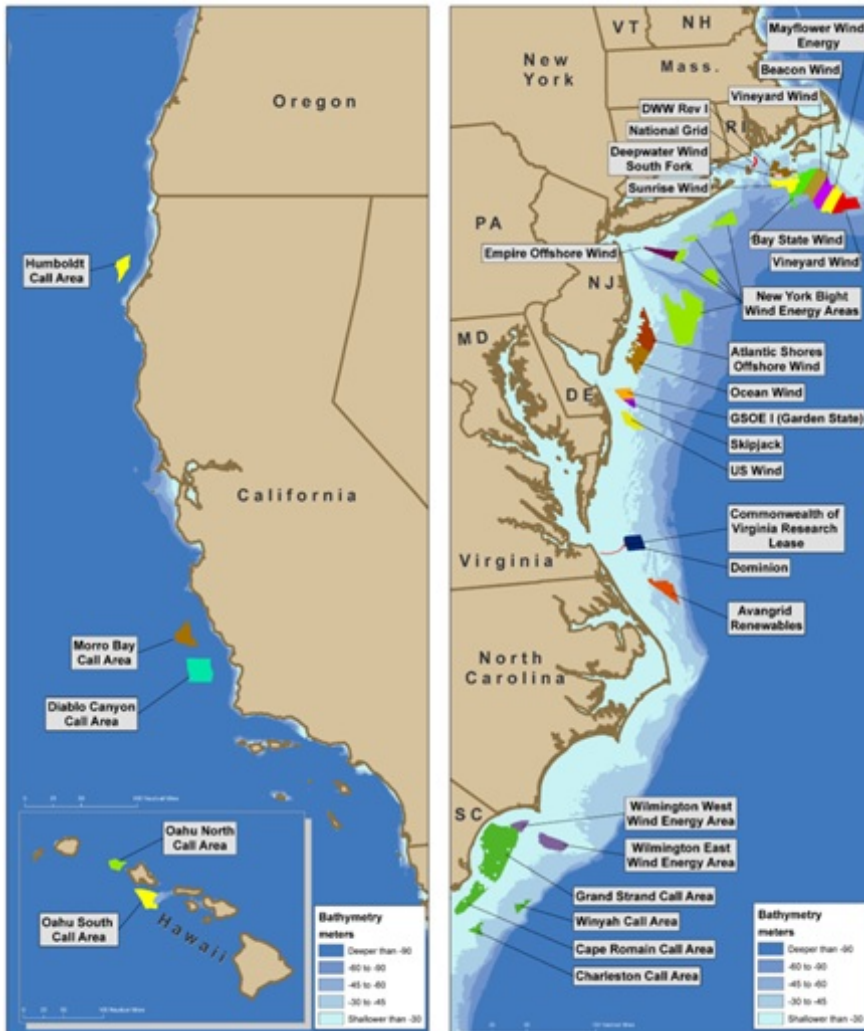 Oregon
Humboldt
Call Area
California
Morro Bay
Call Area
Diablo Canyon
Call Area
Oahu North
Call Area
Oahu South
Call Area
Hawaii
Bathymetry
meters
Deeper than -90
-60 to -90
-45 to -60
-30 to -45
Shallower than -30
VT
NH
New
York
Mass.
RI
PA
NJ
MD
DE
Virginia
North
Carolina
SC
Mayflower Wind
Energy
Beacon Wind
Vineyard Wind
DWW Rev I
National Grid
Deepwater Wind
South Fork
Sunrise Wind
Bay State Wind
Vineyard Wind
Empire Offshore Wind
New York Bight
Wind Energy Areas
Atlantic Shores
Offshore Wind
Ocean Wind
GSOE I (Garden State)
Skipjack
US Wind
Commonwealth of
Virginia Research
Lease
Dominion
Avangrid
Renewables
Wilmington West
Wind Energy Area
Wilmington East
Wind Energy Area
Grand Strand Call Area
Winyah Call Area
Cape Romain Call Area
Charleston Call Area
Bathymetry
meters
Deeper than -90
-60 to -90
-45 to -60
-30 to -45
Shallower than -30